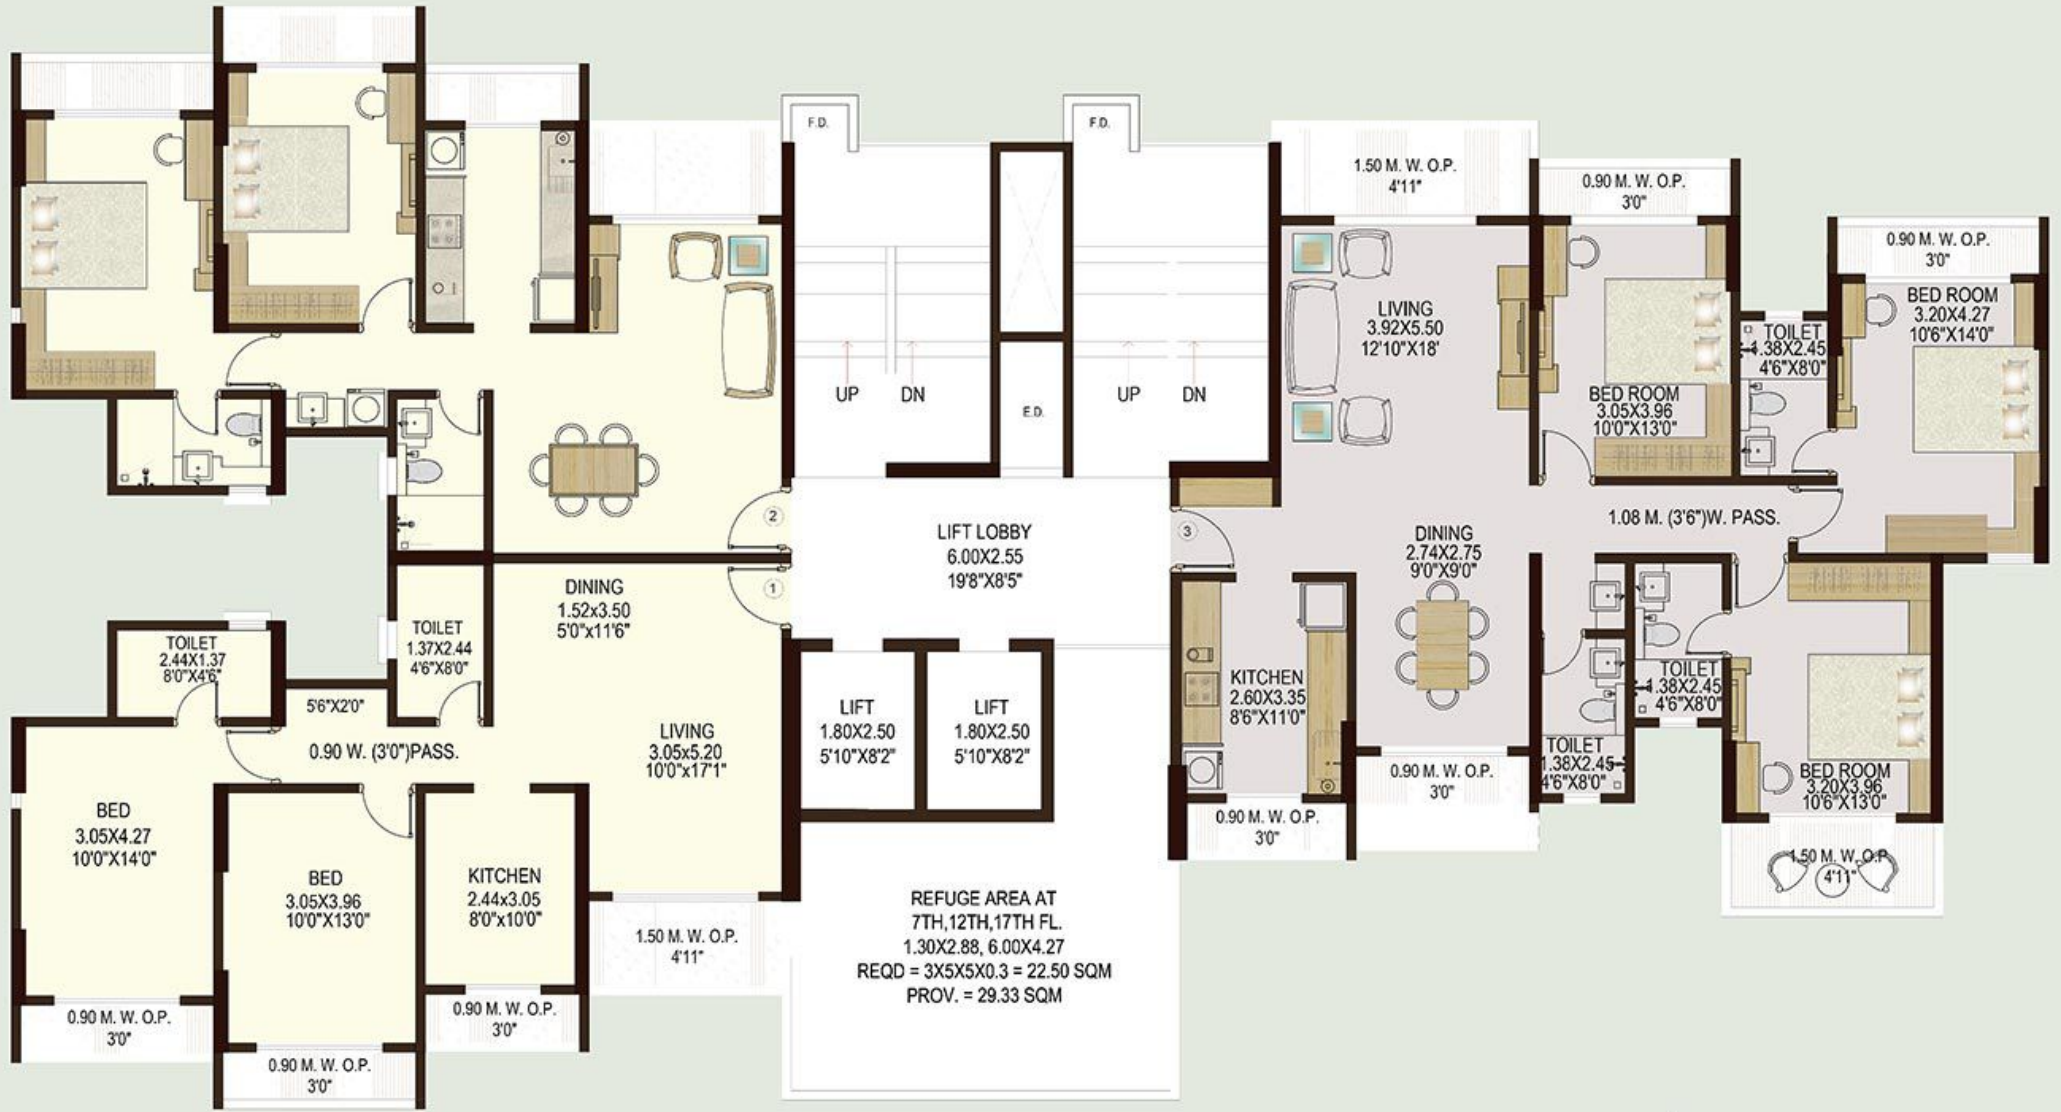 F.D.
F.D.
UP
DN
E.D.
UP
DN
LIFT LOBBY
6.00X2.55
19'8"X8'5"
2
1
3
LIFT
1.80X2.50
5'10"X8'2"
LIFT
1.80X2.50
5'10"X8'2"
REFUGE AREA AT
7TH,12TH,17TH FL.
1.30X2.88, 6.00X4.27
REQD = 3X5X5X0.3 = 22.50 SQM
PROV. = 29.33 SQM
DINING
1.52x3.50
5'0"x11'6"
LIVING
3.05x5.20
10'0"x17'1"
TOILET
1.37X2.44
4'6"X8'0"
TOILET
2.44X1.37
8'0"X4'6"
5'6"X2'0"
0.90 W. (3'0")PASS.
BED
3.05X4.27
10'0"X14'0"
BED
3.05X3.96
10'0"X13'0"
KITCHEN
2.44x3.05
8'0"x10'0"
1.50 M. W. O.P.
4'11"
0.90 M. W. O.P.
3'0"
0.90 M. W. O.P.
3'0"
0.90 M. W. O.P.
3'0"
1.50 M. W. O.P.
4'11"
0.90 M. W. O.P.
3'0"
0.90 M. W. O.P.
3'0"
LIVING
3.92X5.50
12'10"X18'
BED ROOM
3.05X3.96
10'0"X13'0"
TOILET
1.38X2.45
4'6"X8'0"
BED ROOM
3.20X4.27
10'6"X14'0"
1.08 M. (3'6")W. PASS.
DINING
2.74X2.75
9'0"X9'0"
KITCHEN
2.60X3.35
8'6"X11'0"
TOILET
1.38X2.45
4'6"X8'0"
TOILET
1.38X2.45
4'6"X8'0"
BED ROOM
3.20X3.96
10'6"X13'0"
0.90 M. W. O.P.
3'0"
0.90 M. W. O.P.
3'0"
1.50 M. W. O.P.
4'11"